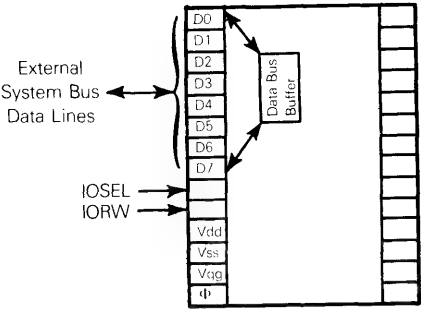 D0
D1
D2
D3
D4
D5
D6
D7
External
System Bus
Data Lines
Data Bus
Buffer
IOSEL
IORW
Vdd
Vss
Vgg
Φ